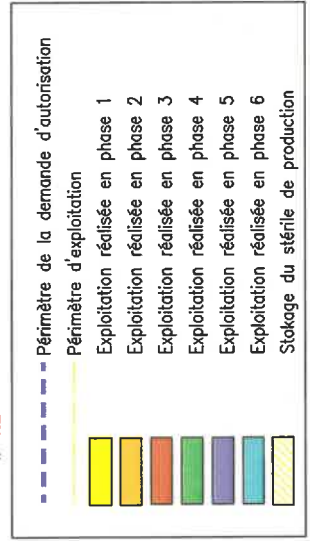 Périmètre de la demande d'autorisation
Périmètre d'exploitation
Exploitation réalisée en phase 1
Exploitation réalisée en phase 2
Exploitation réalisée en phase 3
Exploitation réalisée en phase 4
Exploitation réalisée en phase 5
Exploitation réalisée en phase 6
Stokage du stérile de production